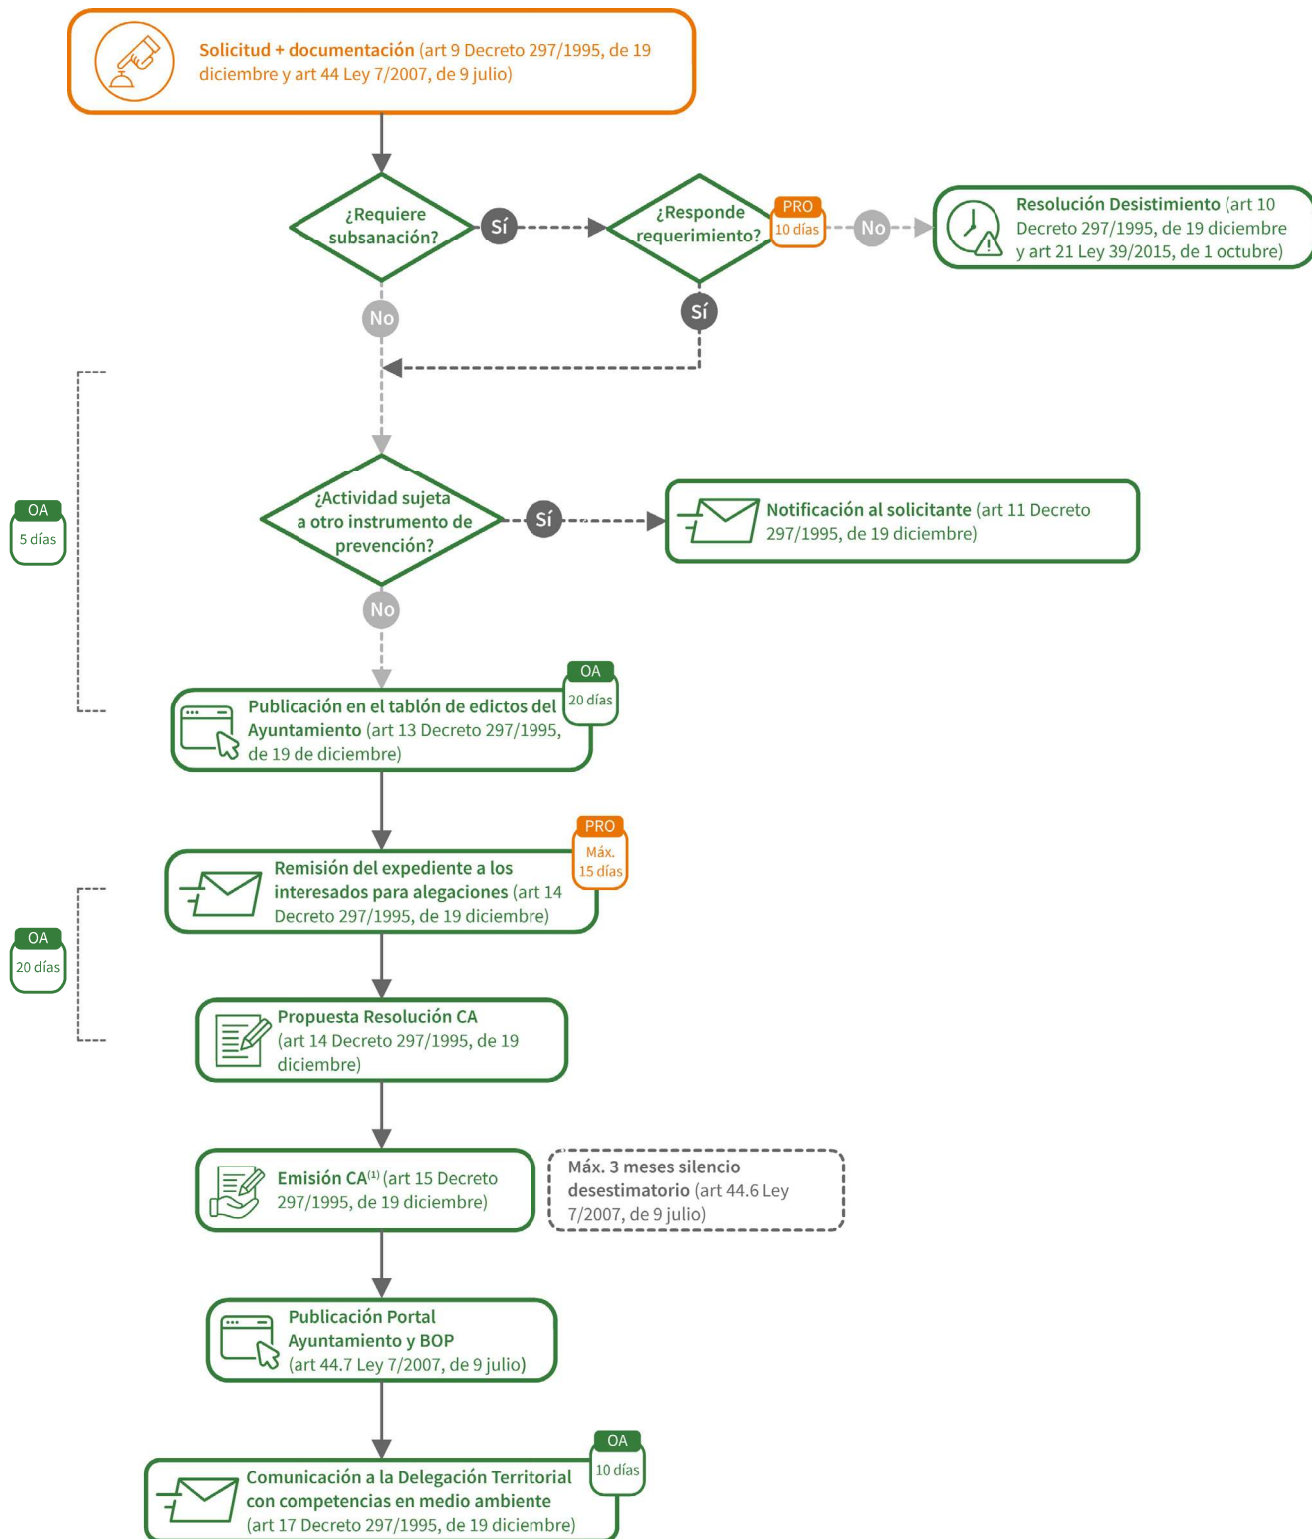 Solicitud + documentación (art 9 Decreto 297/1995, de 19
diciembre y art 44 Ley 7/2007, de 9 julio)
¿Requiere
subsanación?
Sí
¿Responde
requerimiento?
PRO
10 días
No
Resolución Desistimiento (art 10
Decreto 297/1995, de 19 diciembre
y art 21 Ley 39/2015, de 1 octubre)
No
Sí
OA
5 días
¿Actividad sujeta
a otro instrumento de
prevención?
Sí
Notificación al solicitante (art 11 Decreto
297/1995, de 19 diciembre)
No
OA
20 días
Publicación en el tablón de edictos del
Ayuntamiento (art 13 Decreto 297/1995,
de 19 de diciembre)
PRO
Máx.
15 días
Remisión del expediente a los
interesados para alegaciones (art 14
Decreto 297/1995, de 19 diciembre)
OA
20 días
Propuesta Resolución CA
(art 14 Decreto 297/1995, de 19
diciembre)
Emisión CA(1) (art 15 Decreto
297/1995, de 19 diciembre)
Máx. 3 meses silencio
desestimatorio (art 44.6 Ley
7/2007, de 9 julio)
Publicación Portal
Ayuntamiento y BOP
(art 44.7 Ley 7/2007, de 9 julio)
OA
10 días
Comunicación a la Delegación Territorial
con competencias en medio ambiente
(art 17 Decreto 297/1995, de 19 diciembre)